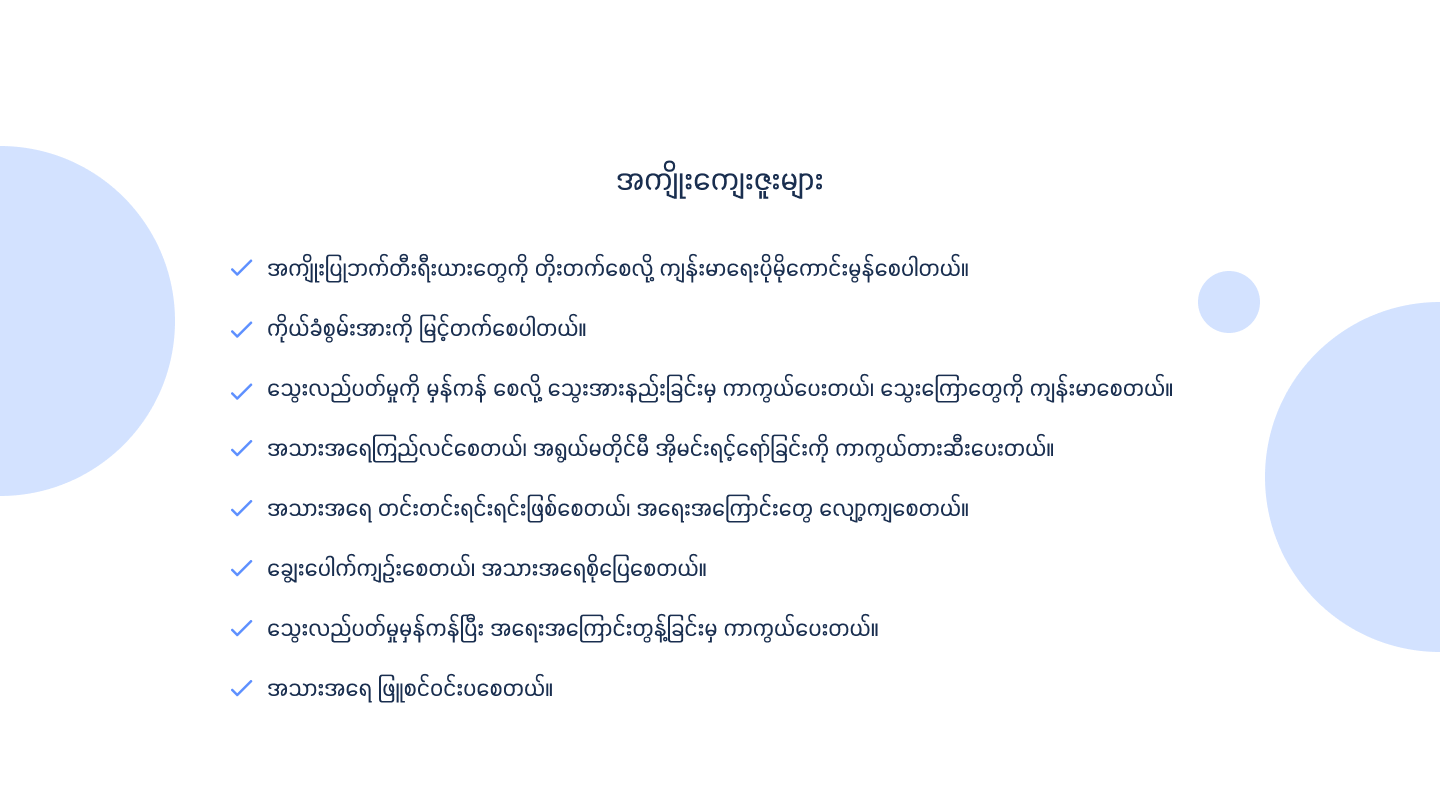 အကျိုးကျေးဇူးများ
အကျိုးပြုဘက်တီးရီးယားတွေကို တိုးတက်စေလို့ ကျန်းမာရေးပိုမိုကောင်းမွန်စေပါတယ်။
ကိုယ်ခံစွမ်းအားကို မြင့်တက်စေပါတယ်။
သွေးလည်ပတ်မှုကို မှန်ကန် စေလို့ သွေးအားနည်းခြင်းမှ ကာကွယ်ပေးတယ်၊ သွေးကြောတွေကို ကျန်းမာစေတယ်။
အသားအရေကြည်လင်စေတယ်၊ အရွယ်မတိုင်မီ အိုမင်းရင့်ရော်ခြင်းကို ကာကွယ်တားဆီးပေးတယ်။
အသားအရေ တင်းတင်းရင်းရင်းဖြစ်စေတယ်၊ အရေးအကြောင်းတွေ လျော့ကျစေတယ်။
ချွေးပေါက်ကျဉ်းစေတယ်၊ အသားအရေစိုပြေစေတယ်။
သွေးလည်ပတ်မှုမှန်ကန်ပြီး အရေးအကြောင်းတွန့်ခြင်းမှ ကာကွယ်ပေးတယ်။
အသားအရေ ဖြူစင်ဝင်းပစေတယ်။